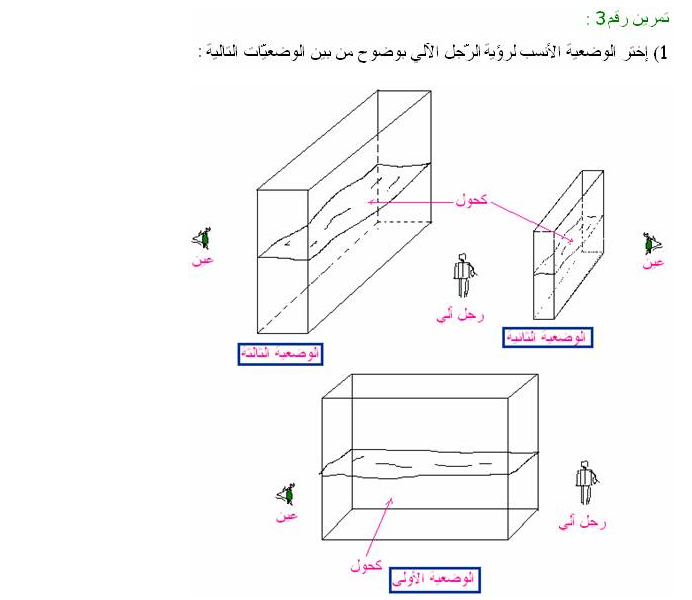 تمرين رقم3 :
1) إختر الوضعية الأنسب لرؤية الرّجل الآلي بوضوح من بين الوضعيّات التالية :
كحول
عين
عين
رجل آلي
الوضعية الثانية
الوضعية الثالثة
عين
رجل آلي
كحول
الوضعية الأولى